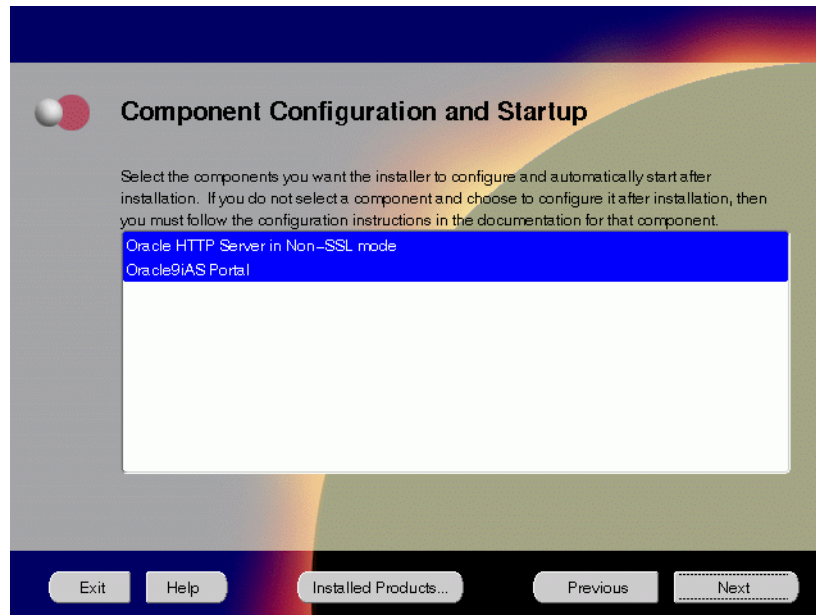 Component Configuration and Startup
Select the components you want the installer to configure and automatically start after
installation. If you do not select a component and choose to configure it after installation, then
you must follow the configuration instructions in the documentation for that component.
Oracle HTTP Server in Non-SSL mode
Oracle9iAS Portal
Exit
Help
Installed Products...
Previous
Next